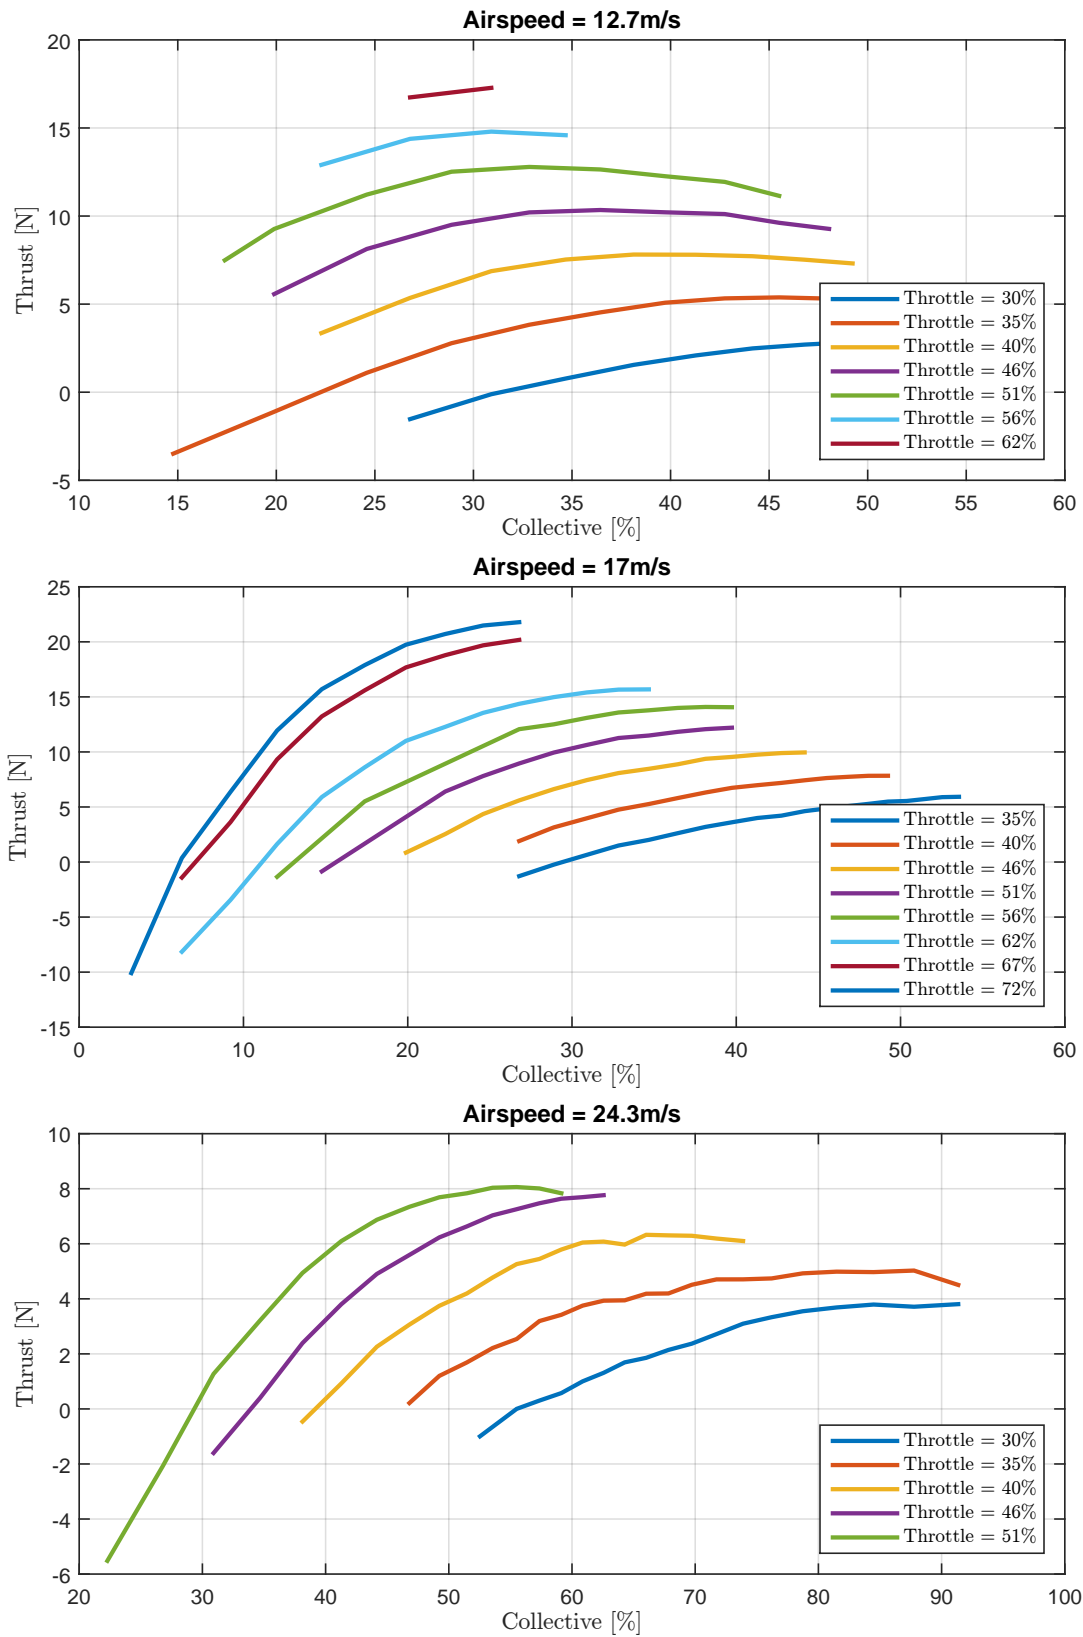 Airspeed = 12.7m/s
20
15
10
5
0
-5
Thrust [N]
10 15 20 25 30 35 40 45 50 55 60
Collective [%]
Throttle = 30%
Throttle = 35%
Throttle = 40%
Throttle = 46%
Throttle = 51%
Throttle = 56%
Throttle = 62%
Airspeed = 17m/s
25
20
15
10
5
0
-5
-10
-15
Thrust [N]
0 10 20 30 40 50 60
Collective [%]
Throttle = 35%
Throttle = 40%
Throttle = 46%
Throttle = 51%
Throttle = 56%
Throttle = 62%
Throttle = 67%
Throttle = 72%
Airspeed = 24.3m/s
10
8
6
4
2
0
-2
-4
-6
Thrust [N]
20 30 40 50 60 70 80 90 100
Collective [%]
Throttle = 30%
Throttle = 35%
Throttle = 40%
Throttle = 46%
Throttle = 51%